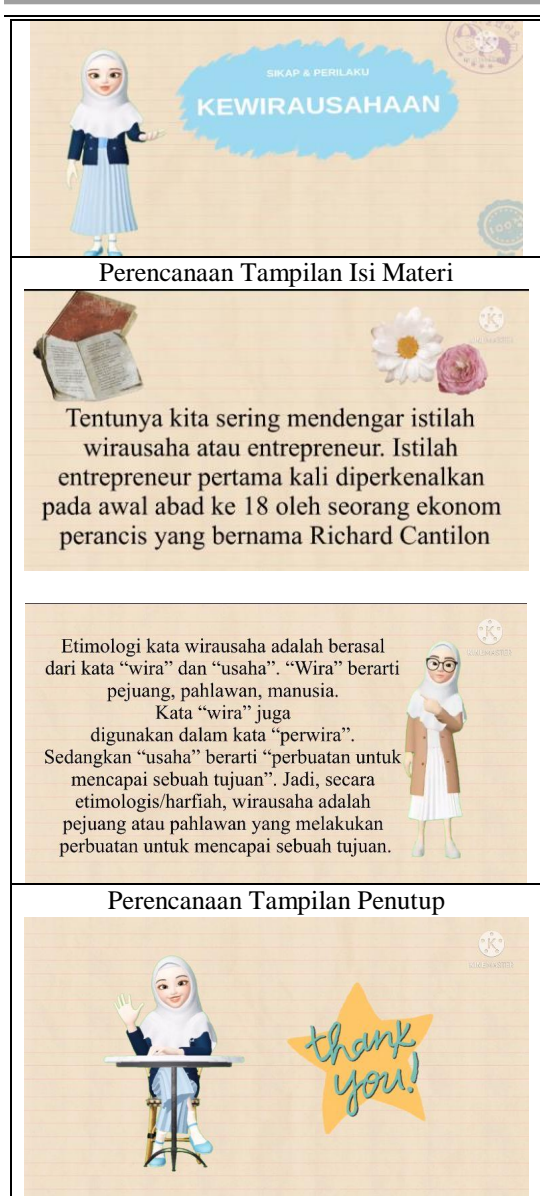 SIKAP & PERILAKU
KEWIRAUSAHAAN
Perencanaan Tampilan Isi Materi
Tentunya kita sering mendengar istilah
wirausaha atau entrepreneur. Istilah
entrepreneur pertama kali diperkenalkan
pada awal abad ke 18 oleh seorang ekonom
perancis yang bernama Richard Cantilon
Etimologi kata wirausaha adalah berasal
dari kata “wira” dan “usaha”. “Wira” berarti
pejuang, pahlawan, manusia.
Kata “wira” juga
digunakan dalam kata “perwira”.
Sedangkan “usaha” berarti “perbuatan untuk
mencapai sebuah tujuan”. Jadi, secara
etimologis/harfiah, wirausaha adalah
pejuang atau pahlawan yang melakukan
perbuatan untuk mencapai sebuah tujuan.
Perencanaan Tampilan Penutup
thank
you!